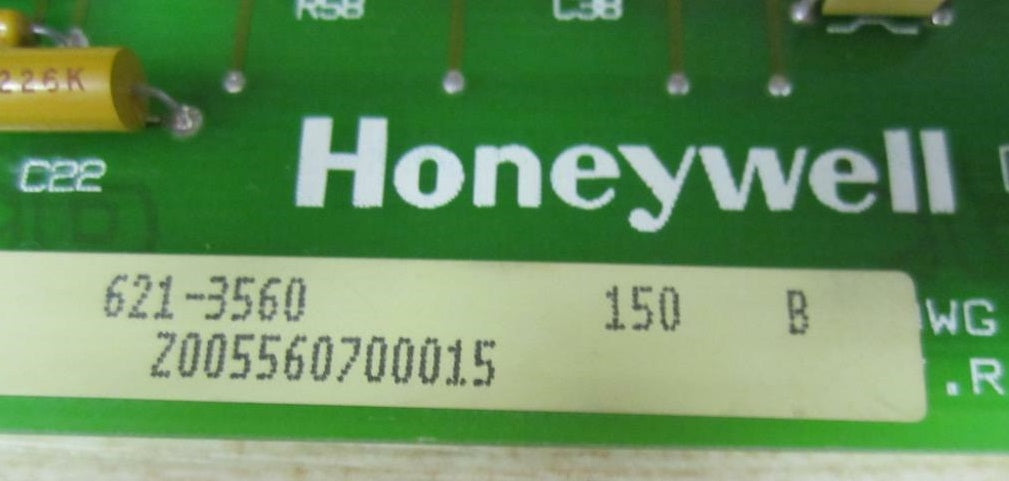 R58 C38
226K
Honeywell
C22
621-3560 150 B
WG
Z005560700015
.R